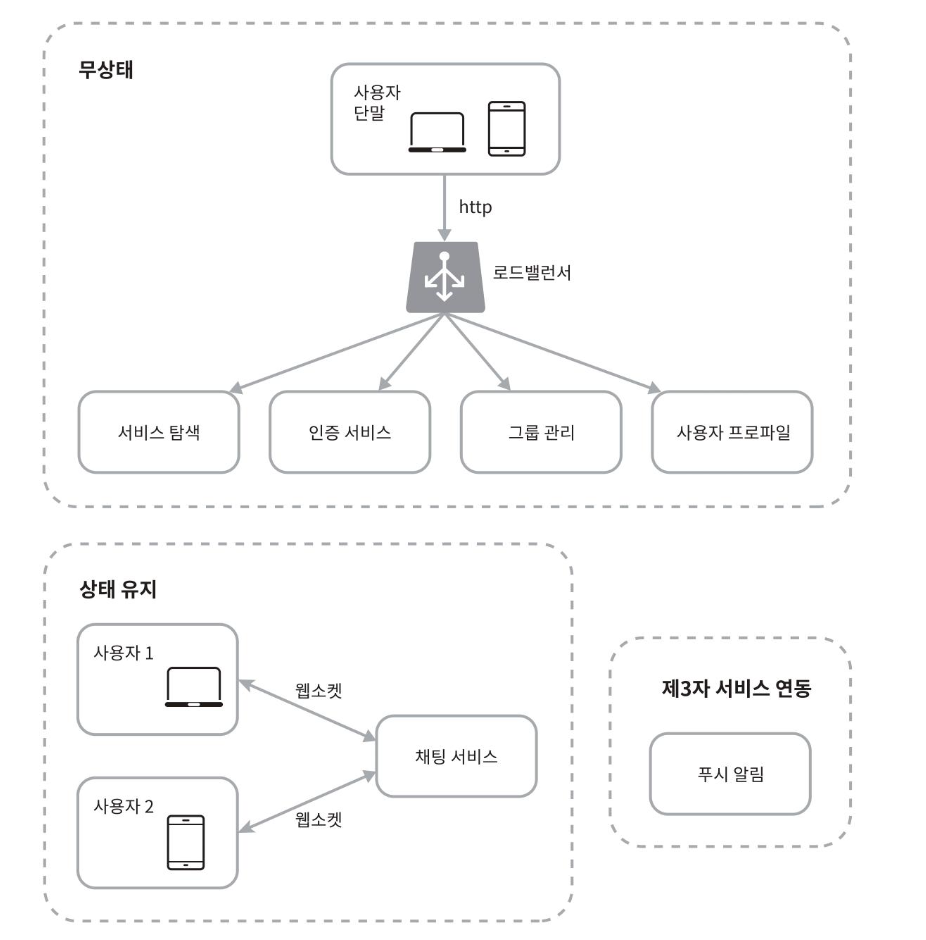 무상태
사용자
단말
http
로드밸런서
서비스 탐색
인증 서비스
그룹 관리
사용자 프로파일
상태 유지
사용자 1
웹소켓
채팅 서비스
사용자 2
웹소켓
제3자 서비스 연동
푸시 알림